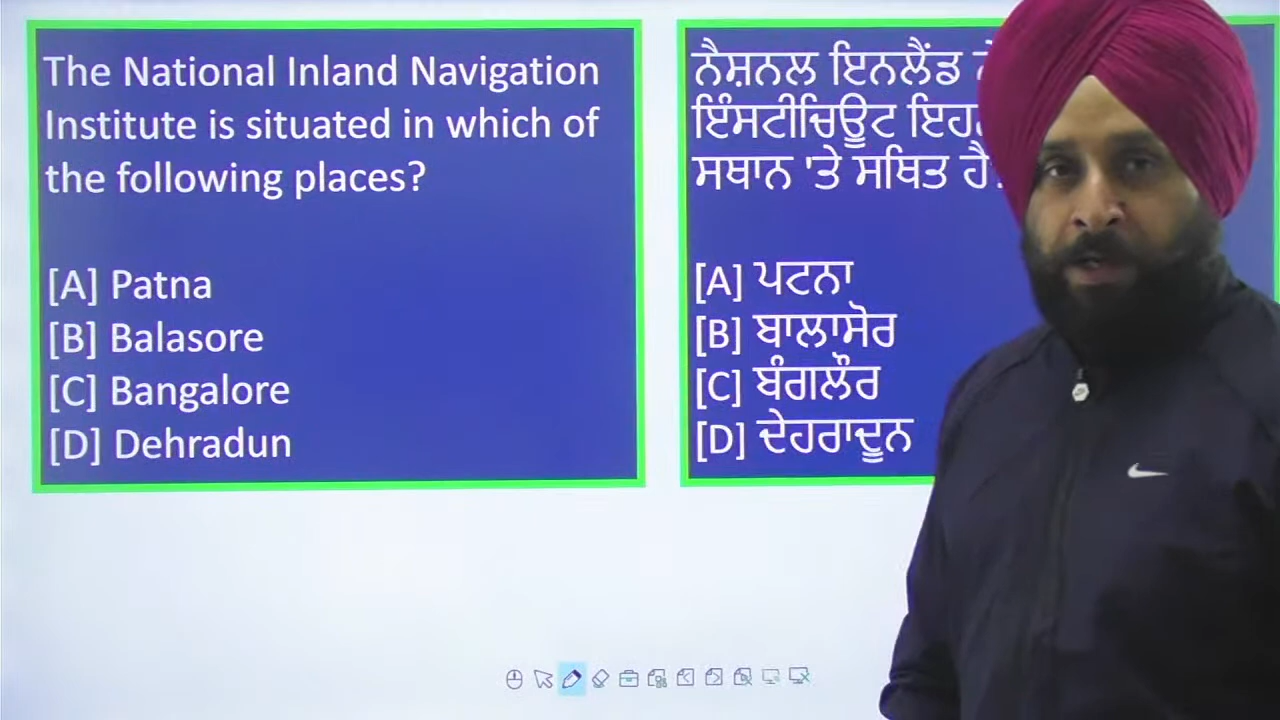 The National Inland Navigation
Institute is situated in which of
the following places?
[A] Patna
[B] Balasore
[C] Bangalore
[D] Dehradun
ਨੈਸ਼ਨਲ ਇਨਲੈਂਡ
ਇੰਸਟੀਚਿਊਟ
ਸਥਾਨ 'ਤੇ ਸਥਿਤ ਹੈ?
[A] ਪਟਨਾ
[B] ਬਾਲਾਸੋਰ
[C] ਬੰਗਲੌਰ
[D] ਦੇਹਰਾਦੂਨ